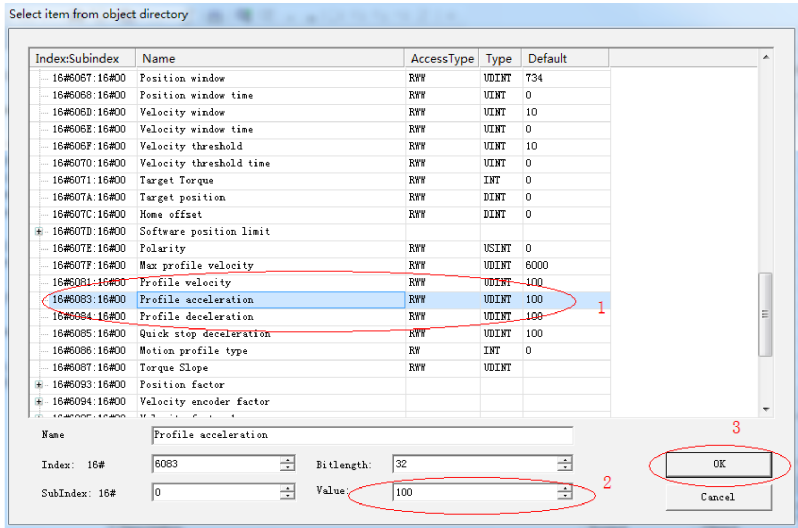 Select item from object directory
Index:Subindex Name AccessType Type Default
16#6067:16#00 Position window RWW UDINT 734
16#6068:16#00 Position window time RWW UINT 0
16#606D:16#00 Velocity window RWW UINT 10
16#606E:16#00 Velocity window time RWW UINT 0
16#606F:16#00 Velocity threshold RWW UINT 10
16#6070:16#00 Velocity threshold time RWW UINT 0
16#6071:16#00 Target Torque RWW INT 0
16#607A:16#00 Target position RWW DINT 0
16#607C:16#00 Home offset RWW DINT 0
16#607D:16#00 Software position limit
16#607E:16#00 Polarity RWW USINT 0
16#607F:16#00 Max profile velocity RWW UDINT 6000
16#6081:16#00 Profile velocity RWW UDINT 100
16#6083:16#00 Profile acceleration RWW UDINT 100
1
16#6084:16#00 Profile deceleration RWW UDINT 100
16#6085:16#00 Quick stop deceleration RWW UDINT 100
16#6086:16#00 Motion profile type RW INT 0
16#6087:16#00 Torque Slope RWW UDINT
16#6093:16#00 Position factor
16#6094:16#00 Velocity encoder factor
Name Profile acceleration
3
Index: 16# 6083 Bitlength: 32 OK
SubIndex: 16# 0 Value: 100 2 Cancel